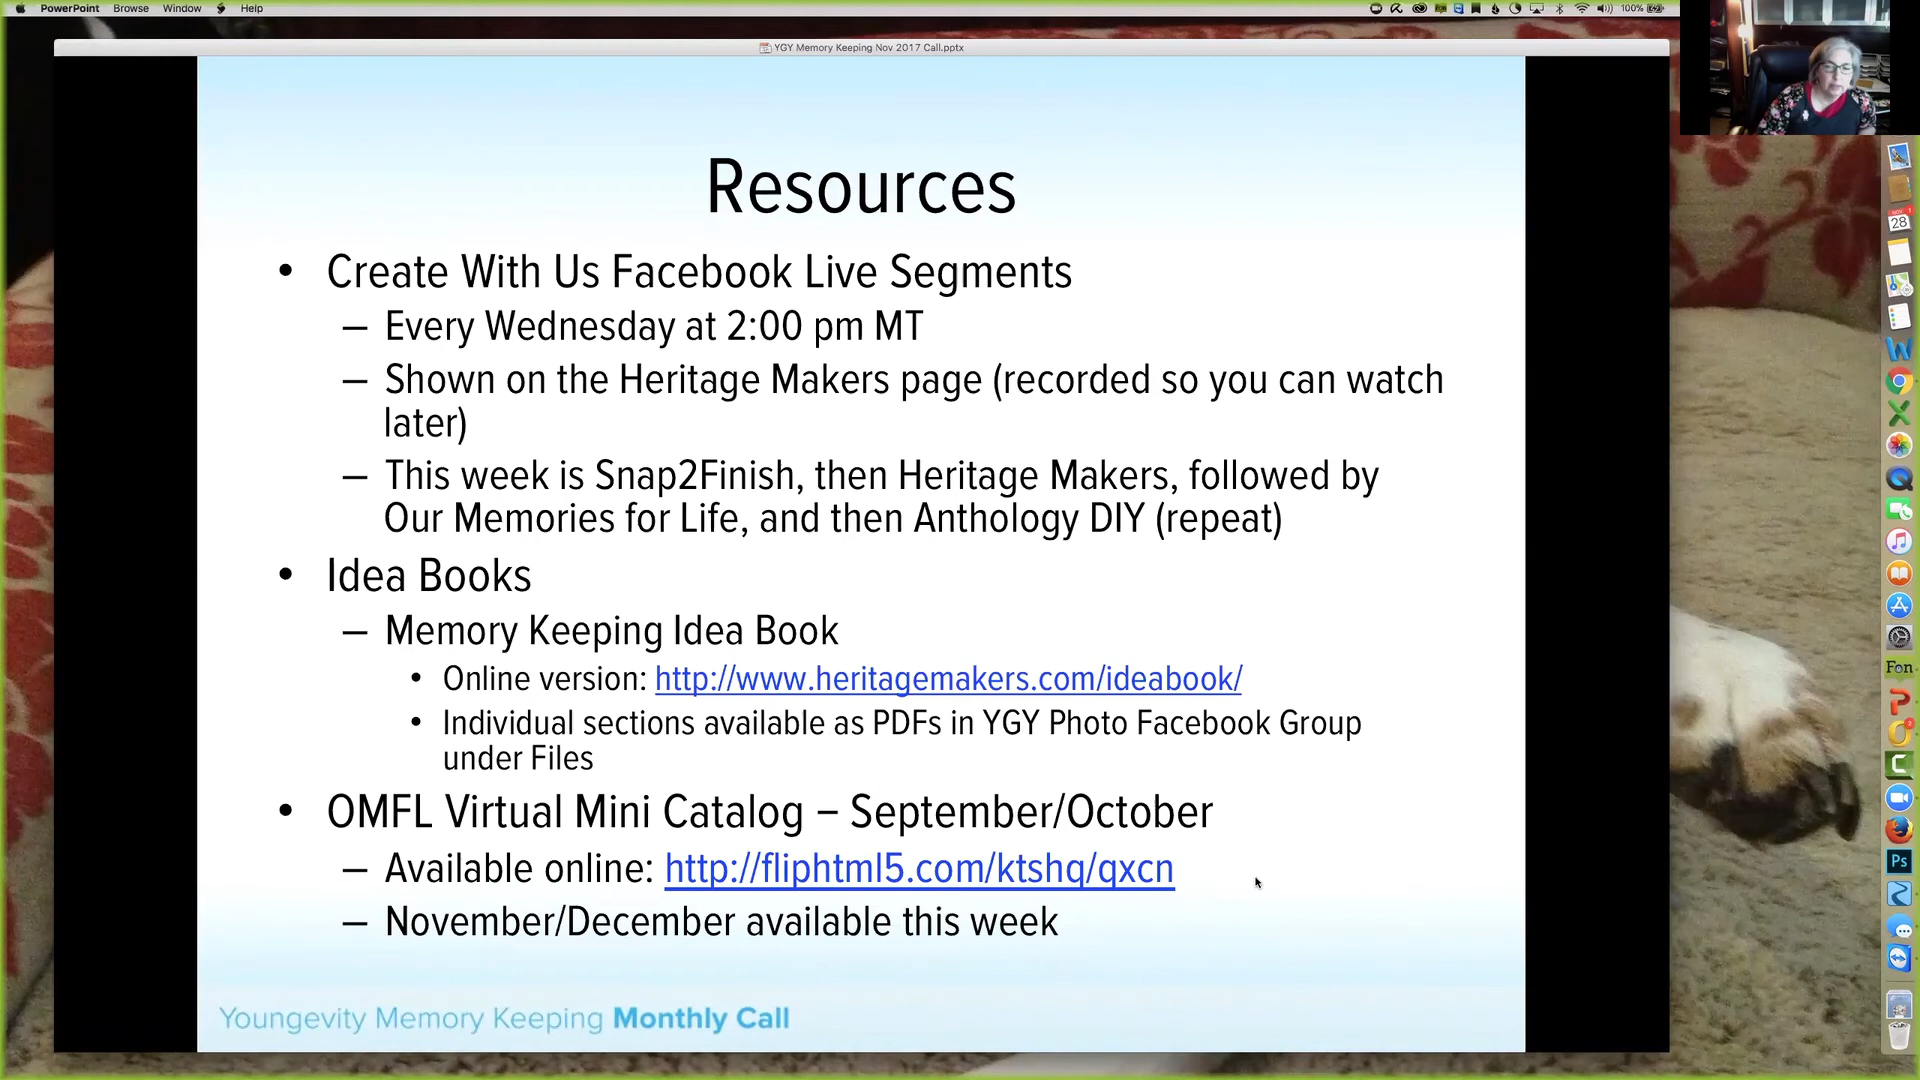 PowerPoint Browse Window Help
100%
YGY Memory Keeping Nov 2017 Call.pptx
Resources
• Create With Us Facebook Live Segments
– Every Wednesday at 2:00 pm MT
– Shown on the Heritage Makers page (recorded so you can watch
later)
– This week is Snap2Finish, then Heritage Makers, followed by
Our Memories for Life, and then Anthology DIY (repeat)
• Idea Books
– Memory Keeping Idea Book
• Online version: http://www.heritagemakers.com/ideabook/
• Individual sections available as PDFs in YGY Photo Facebook Group
under Files
• OMFL Virtual Mini Catalog – September/October
– Available online: http://fliphtml5.com/ktshq/qxcn
– November/December available this week
Youngevity Memory Keeping Monthly Call
NOV
28
Fon
Ps